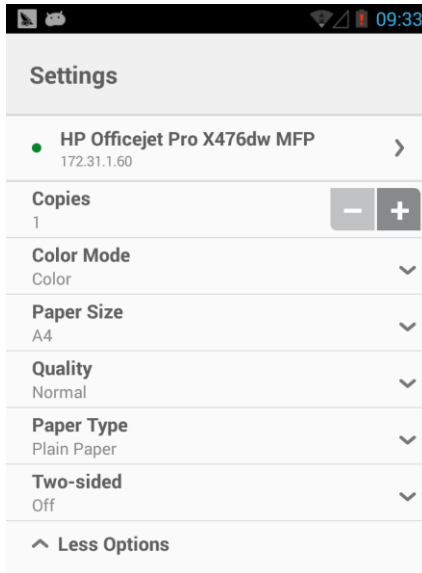 09:33
Settings
HP Officejet Pro X476dw MFP
172.31.1.60
Copies
1
Color Mode
Color
Paper Size
A4
Quality
Normal
Paper Type
Plain Paper
Two-sided
Off
Less Options